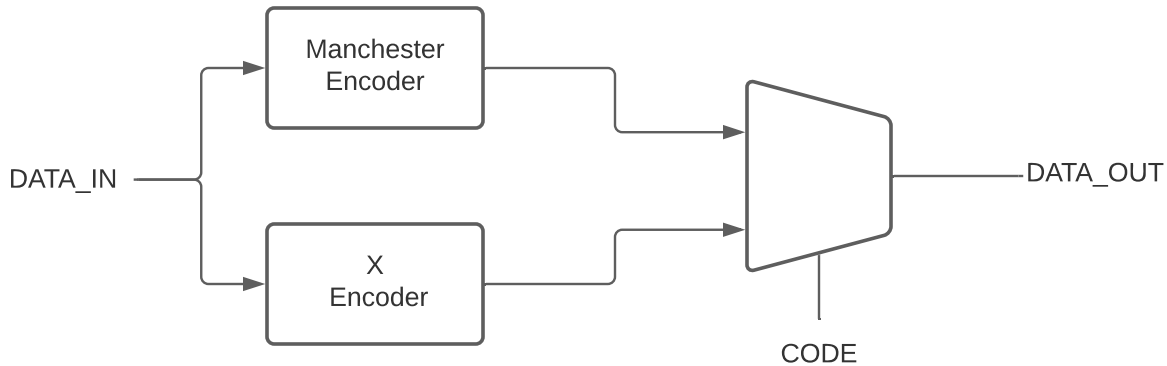 Manchester
Encoder
DATA_IN
DATA_OUT
X
Encoder
CODE